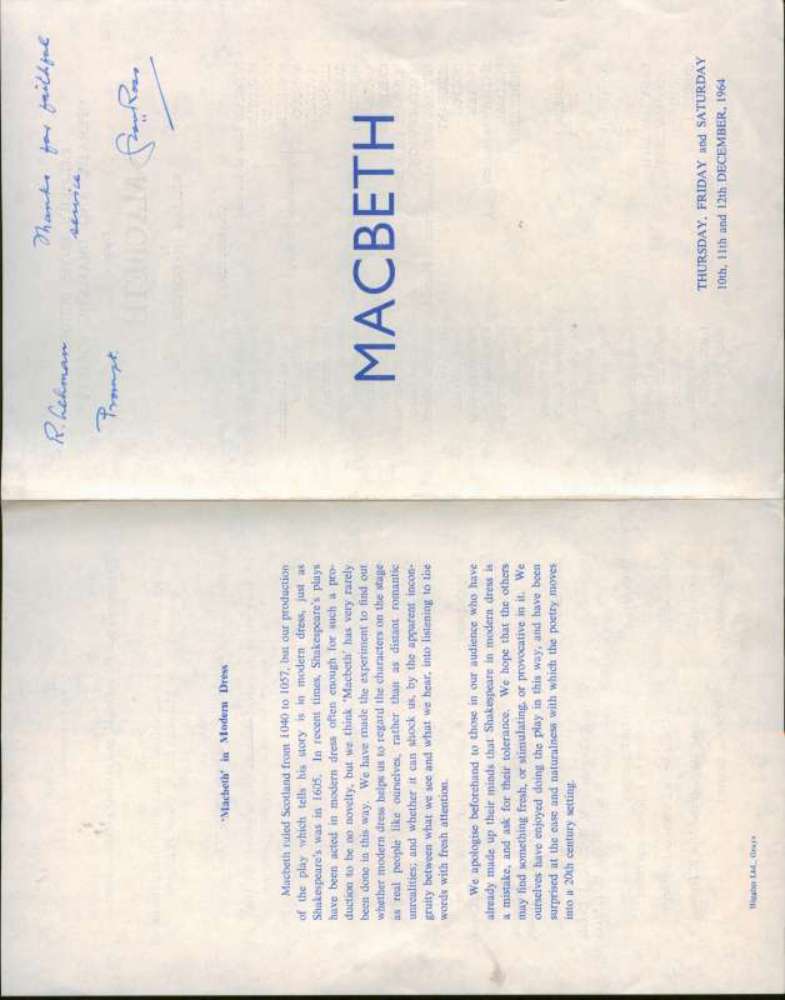 R. Lehman
Thanks for faithful
service.
Prompt.
MACBETH
THURSDAY, FRIDAY and SATURDAY
10th, 11th and 12th DECEMBER, 1964
'Macbeth' in Modern Dress
Macbeth ruled Scotland from 1040 to 1057, but our production
of the play which tells his story is in modern dress, just as
Shakespeare's was in 1605. In recent times, Shakespeare's plays
have been acted in modern dress often enough for such a pro-
duction to be no novelty, but we think 'Macbeth' has very rarely
been done in this way. We have made the experiment to find out
whether modern dress helps us to regard the characters on the stage
as real people like ourselves, rather than as distant romantic
unrealities; and whether it can shock us, by the apparent incon-
gruity between what we see and what we hear, into listening to the
words with fresh attention.
We apologise beforehand to those in our audience who have
already made up their minds that Shakespeare in modern dress is
a mistake, and ask for their tolerance. We hope that the others
may find something fresh, or stimulating, or provocative in it. We
ourselves have enjoyed doing the play in this way, and have been
surprised at the ease and naturalness with which the poetry moves
into a 20th century setting.
Higgins Ltd., Grays